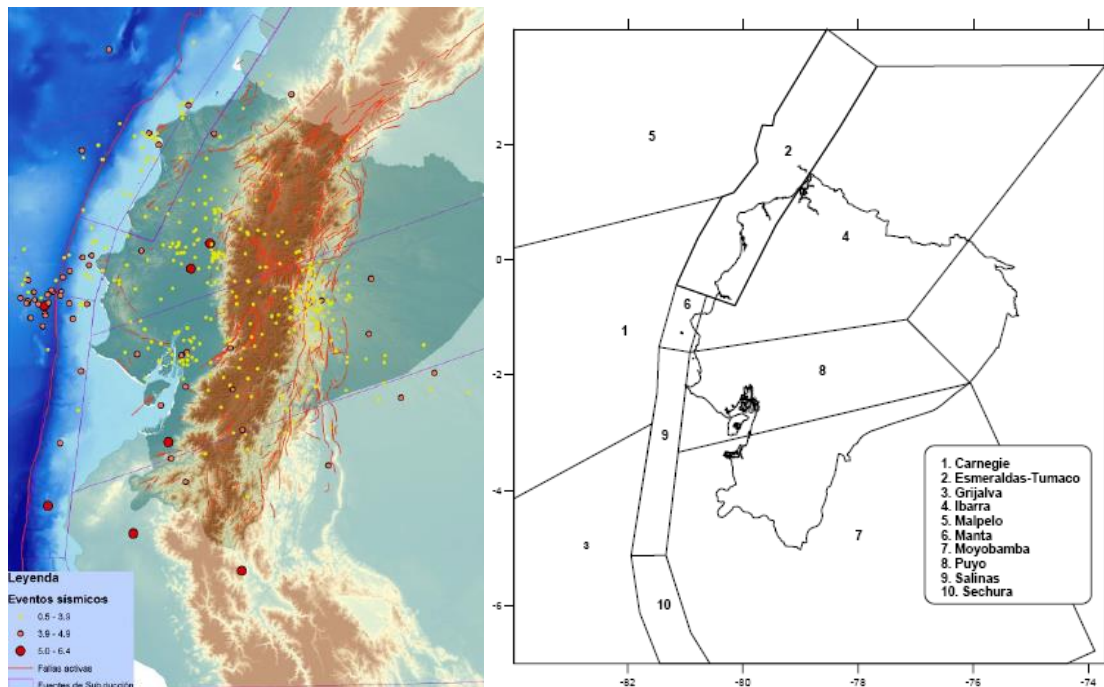 Leyenda
Eventos sísmicos
0.5 - 3.9
3.9 - 4.9
5.0 - 6.4
Fallas activas
Fuentes de Subducción
2
0
-2
-4
-6
-82
-80
-78
-76
-74
5
2
4
6
1
8
9
3
7
10
1. Carnegie
2. Esmeraldas-Tumaco
3. Grijalva
4. Ibarra
5. Malpelo
6. Manta
7. Moyobamba
8. Puyo
9. Salinas
10. Sechura